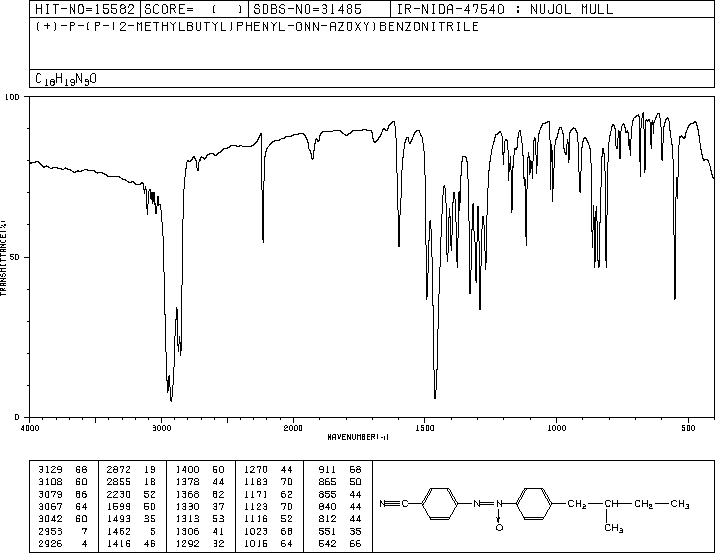 HIT-NO=15582 SCORE= ( ) SDBS-NO=31485 IR-NIDA-47540 : NUJOL MULL
(+)-P-(P-(2-METHYLBUTYL)PHENYL-ONN-AZOXY)BENZONITRILE
C18H19N3O
100
50
0
TRANSMITTANCE(%)
4000 3000 2000 1500 1000 500
WAVENUMBER(-1)
3129 68 2872 19 1400 50 1270 44 911 68
3108 60 2855 18 1378 44 1183 70 865 50
3079 66 2230 52 1368 62 1171 62 855 44
3067 64 1599 50 1330 37 1123 70 840 44
3042 60 1493 35 1313 53 1116 52 812 44
2953 7 1462 5 1306 41 1023 68 551 35
2926 4 1416 46 1292 32 1016 64 542 66
N C N N CH2 CH CH2 CH3
O CH3